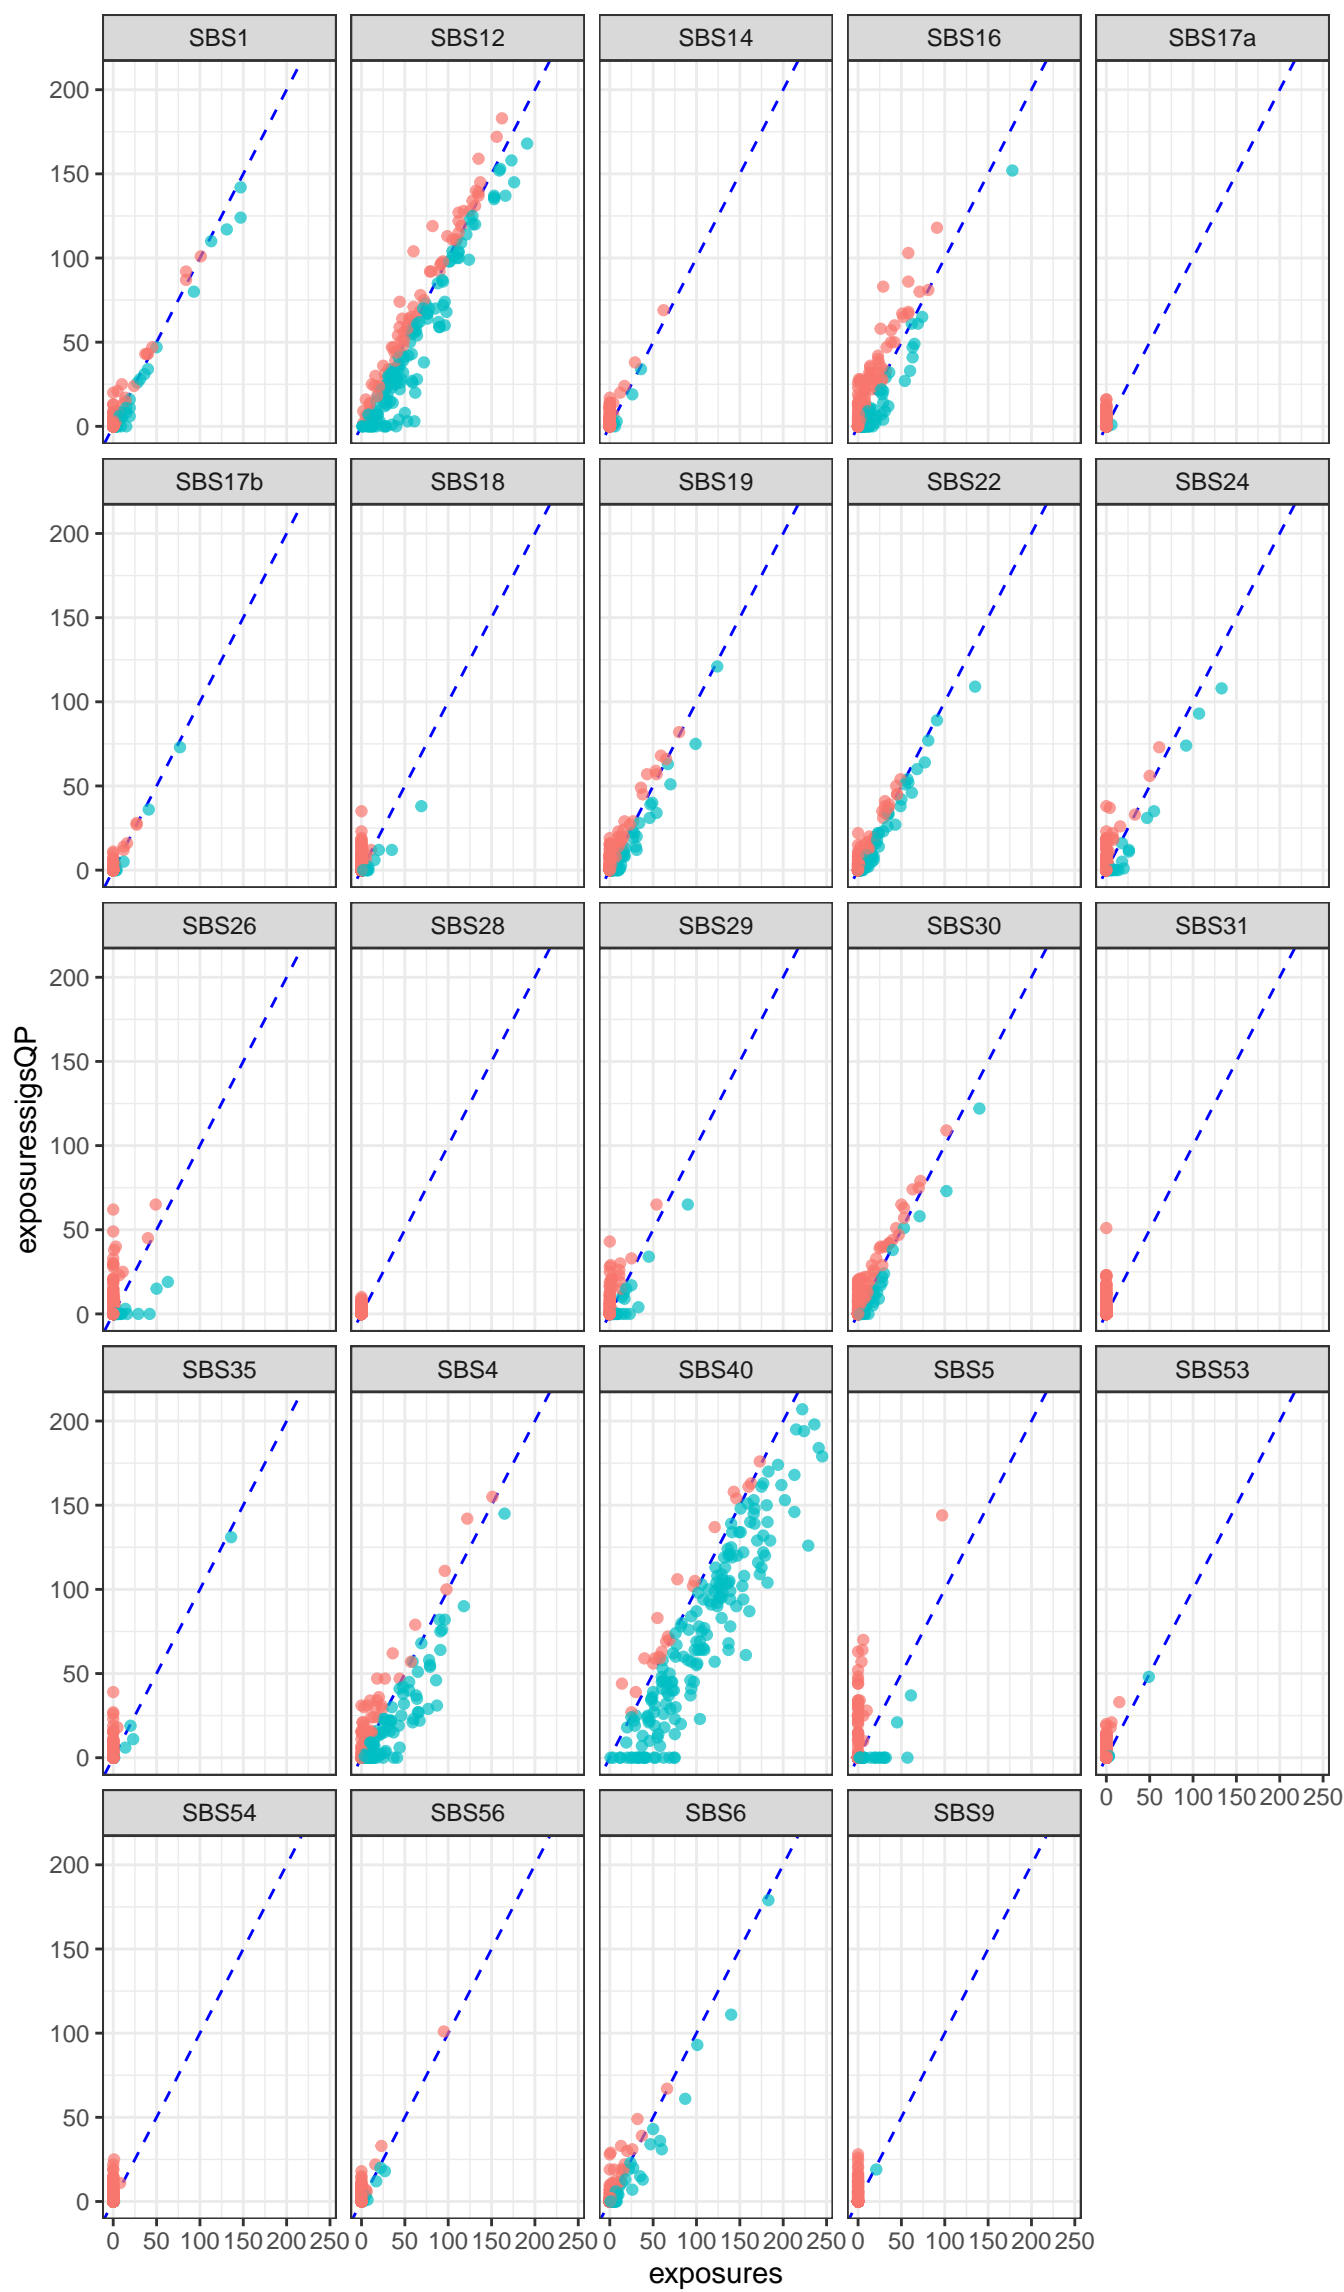 SBS1 SBS12 SBS14 SBS16 SBS17a
200
150
100
50
0
SBS17b SBS18 SBS19 SBS22 SBS24
200
150
100
50
0
SBS26 SBS28 SBS29 SBS30 SBS31
200
150
100
50
0
exposuressigsQP
SBS35 SBS4 SBS40 SBS5 SBS53
200
150
100
50
0
0 50 100 150 200 250
SBS54 SBS56 SBS6 SBS9
200
150
100
50
0
0 50 100 150 200 250 0 50 100 150 200 250 0 50 100 150 200 250 0 50 100 150 200 250
exposures